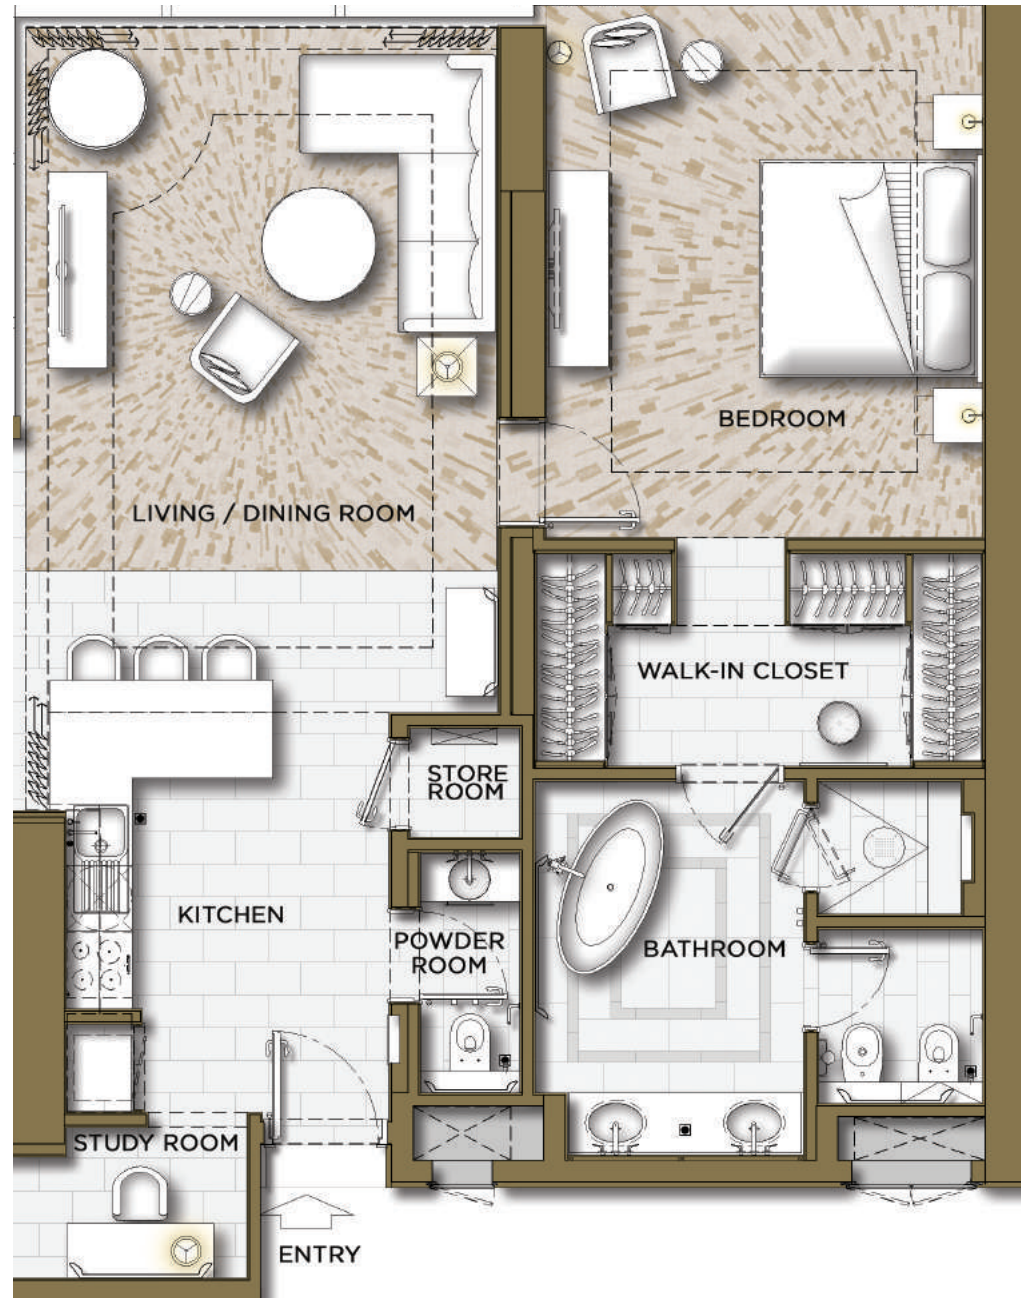 BEDROOM
LIVING / DINING ROOM
WALK-IN CLOSET
STORE
ROOM
KITCHEN
POWDER
ROOM
BATHROOM
STUDY ROOM
ENTRY